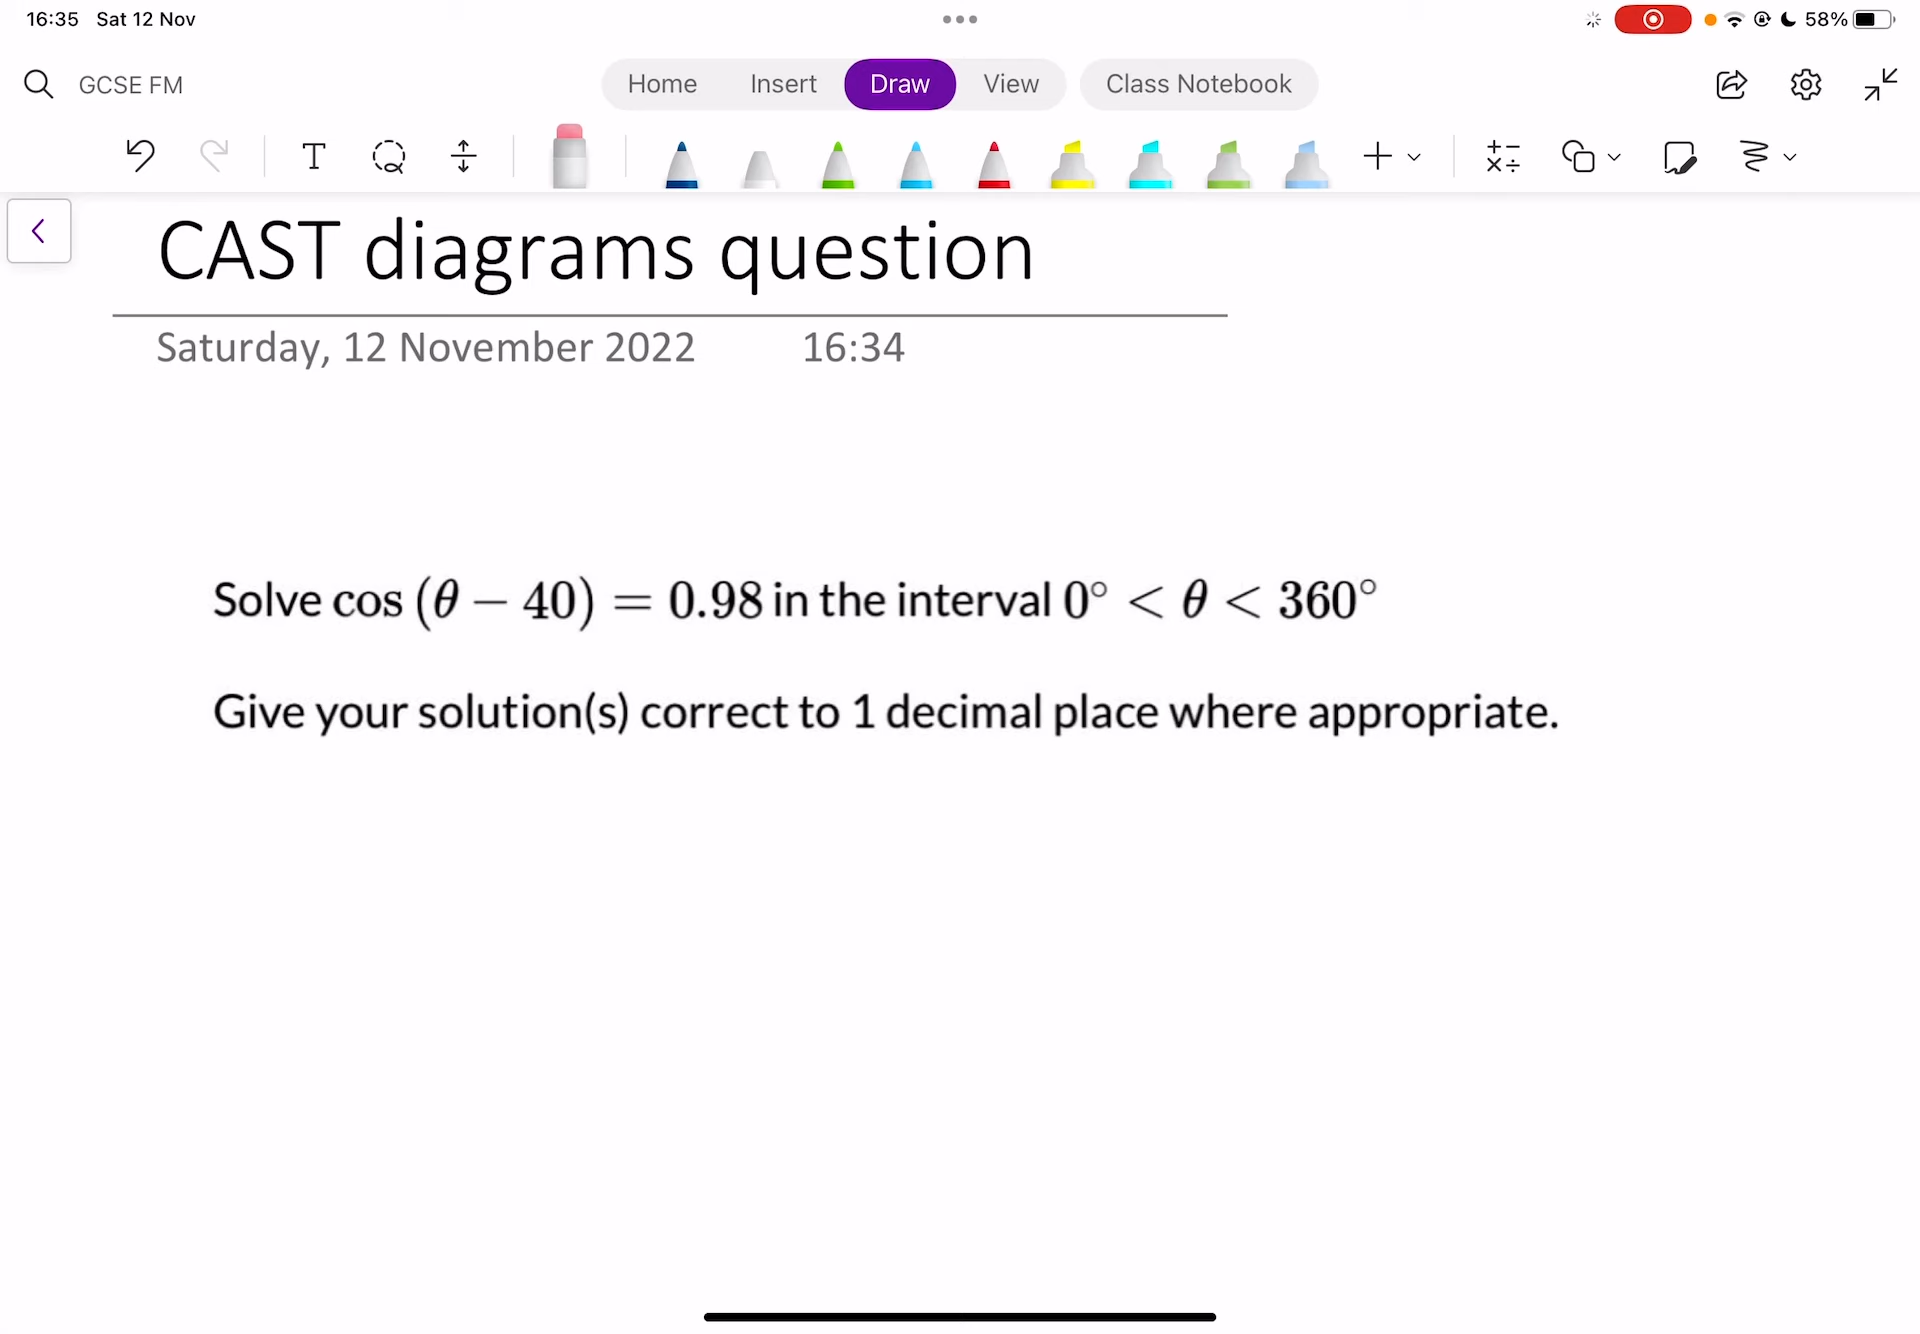 16:35 Sat 12 Nov
58%
GCSE FM
Home Insert Draw View Class Notebook
T
CAST diagrams question
Saturday, 12 November 2022 16:34
Solve cos (θ − 40) = 0.98 in the interval 0° < θ < 360°
Give your solution(s) correct to 1 decimal place where appropriate.